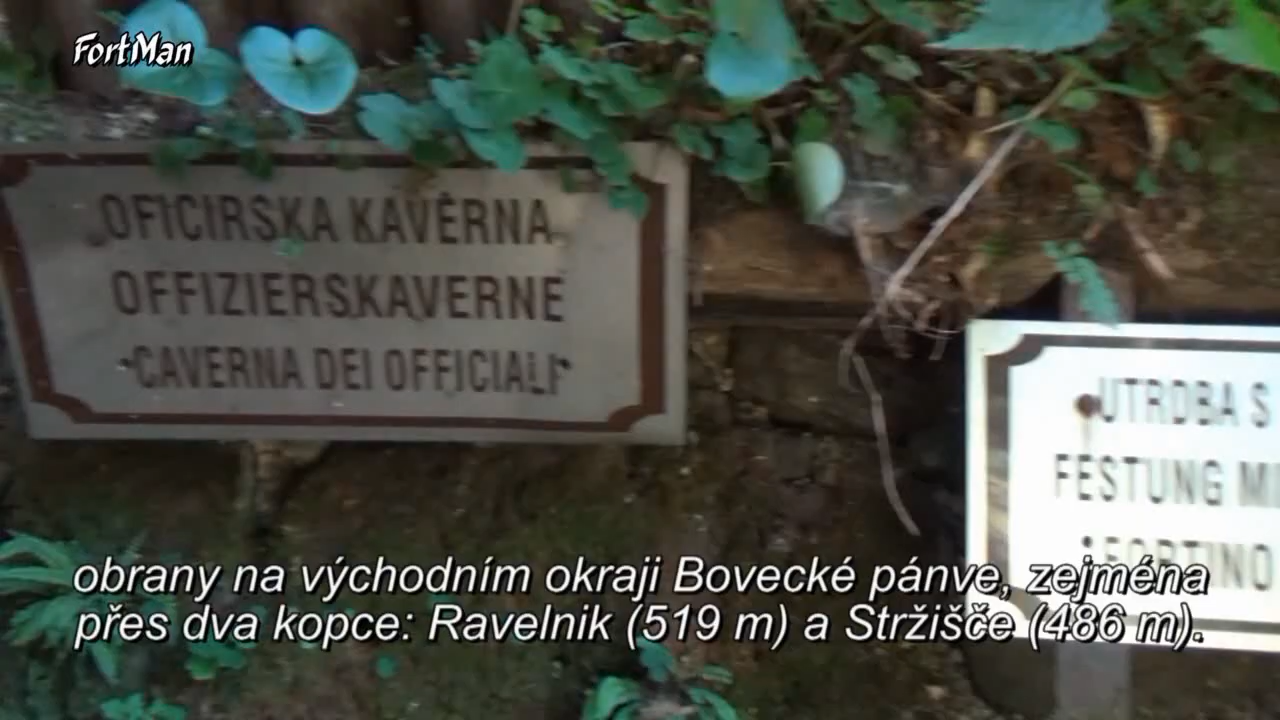 FortMan
OFICIRSKA KAVERNA
OFFIZIERSKAVERNE
CAVERNA DEI OFFICIALI
UTRDBA S
FESTUNG MI
FORTINO
obrany na východním okraji Bovecké pánve, zejména
přes dva kopce: Ravelnik (519 m) a Stržišče (486 m).